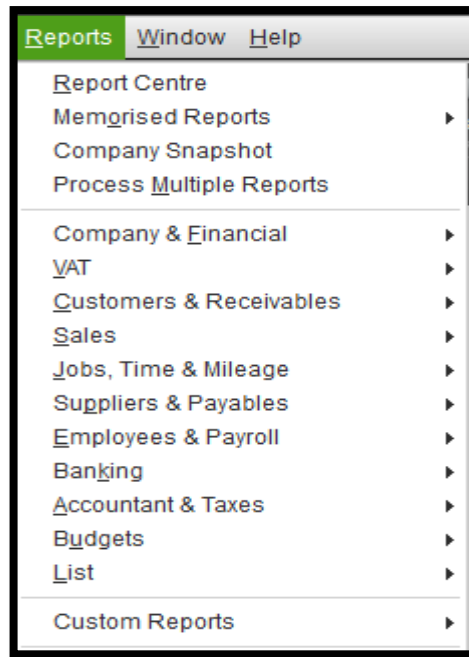 Reports Window Help
Report Centre
Memorised Reports
Company Snapshot
Process Multiple Reports
Company & Financial
VAT
Customers & Receivables
Sales
Jobs, Time & Mileage
Suppliers & Payables
Employees & Payroll
Banking
Accountant & Taxes
Budgets
List
Custom Reports